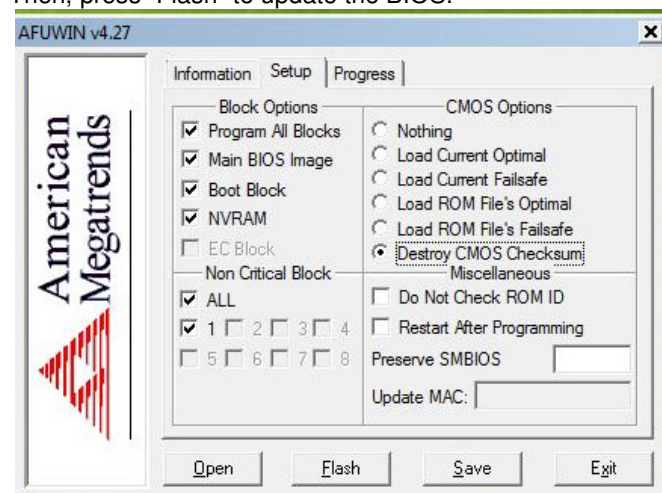 Then, press "Flash" to update the BIOS.
AFUWIN v4.27
American
Megatrends
Information Setup Progress
Block Options
Program All Blocks
Main BIOS Image
Boot Block
NVRAM
EC Block
Non Critical Block
ALL
1 2 3 4
5 6 7 8
CMOS Options
Nothing
Load Current Optimal
Load Current Failsafe
Load ROM File's Optimal
Load ROM File's Failsafe
Destroy CMOS Checksum
Miscellaneous
Do Not Check ROM ID
Restart After Programming
Preserve SMBIOS
Update MAC:
Open Flash Save Exit